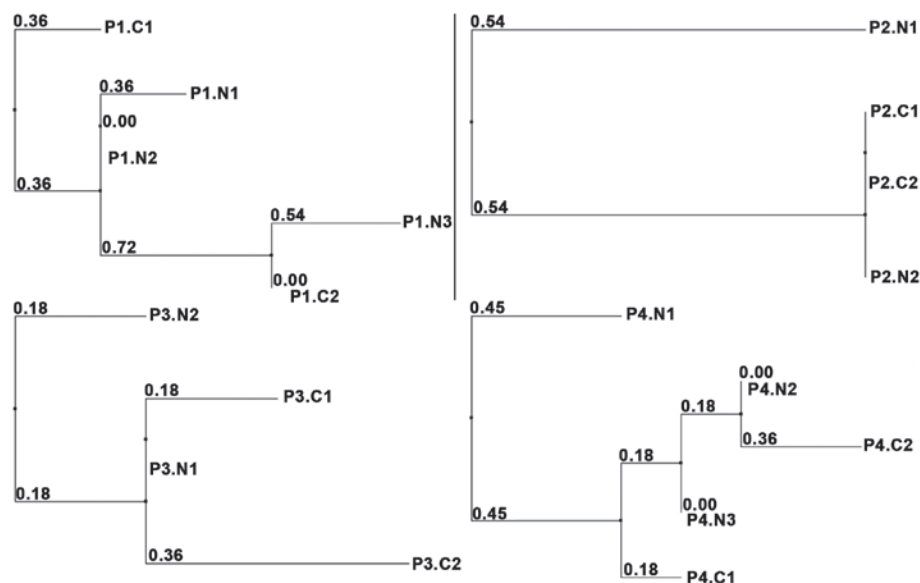 0.36
P1.C1
0.36
P1.N1
0.00
P1.N2
0.36
0.54
P1.N3
0.72
0.00
P1.C2
0.54
P2.N1
P2.C1
P2.C2
0.54
P2.N2
0.18
P3.N2
0.18
P3.C1
P3.N1
0.18
0.36
P3.C2
0.45
P4.N1
0.00
P4.N2
0.18
0.36
P4.C2
0.18
0.00
P4.N3
0.45
0.18
P4.C1